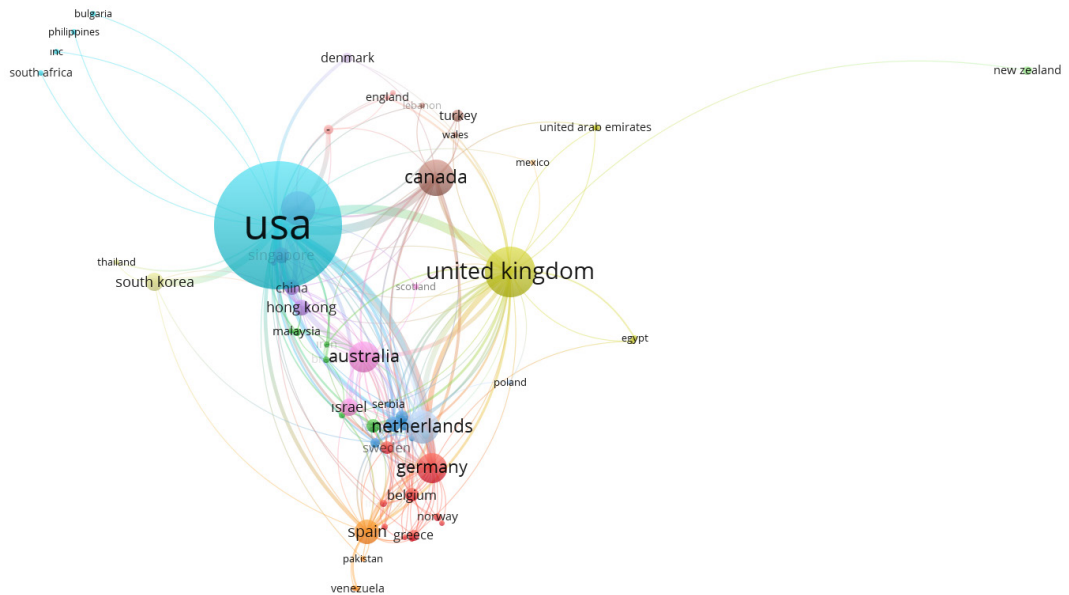 bulgaria
philippines
inc
south africa
denmark
new zealand
england
lebanon
turkey
wales
united arab emirates
mexico
canada
usa
singapore
thailand
south korea
united kingdom
china
scotland
hong kong
malaysia
iran
australia
egypt
poland
israel
serbia
netherlands
sweden
germany
belgium
norway
spain
greece
pakistan
venezuela